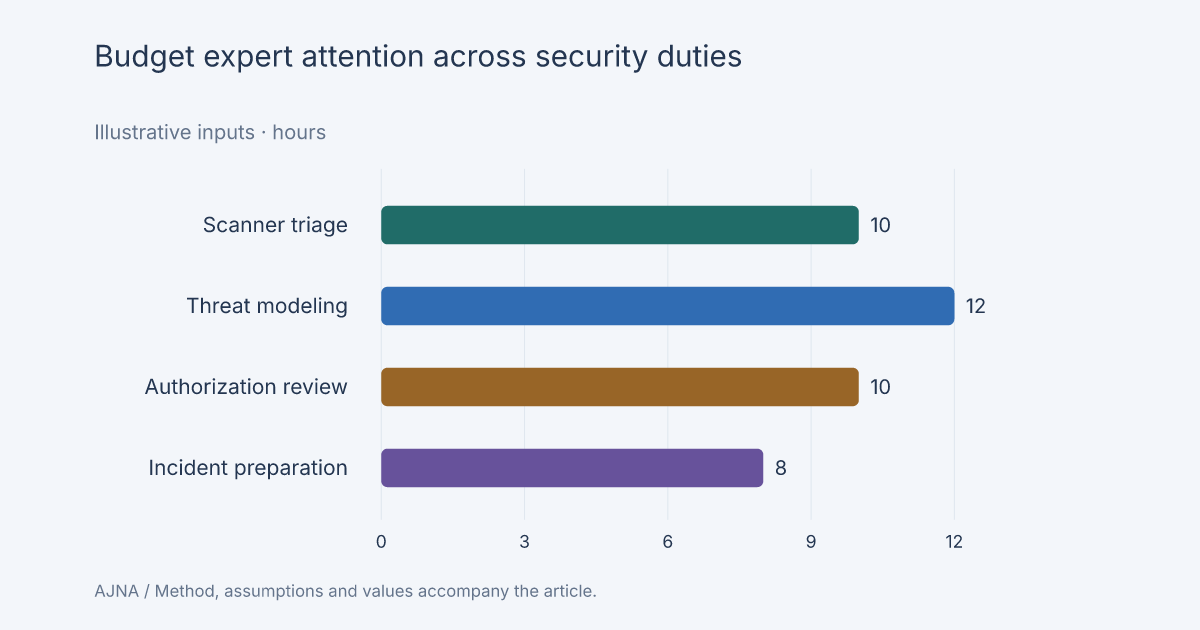 Budget expert attention across security duties
Illustrative inputs · hours
Scanner triage 10
Threat modeling 12
Authorization review 10
Incident preparation 8
0 3 6 9 12
AJNA / Method, assumptions and values accompany the article.